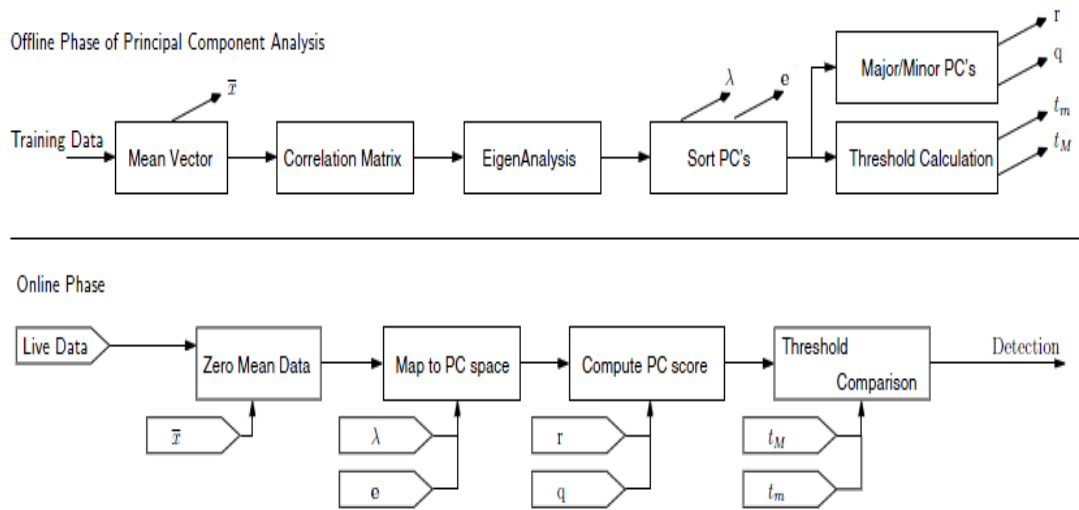 Offline Phase of Principal Component Analysis
r
q
Major/Minor PC's
x̅
λ
e
t_m
t_M
Training Data
Mean Vector
Correlation Matrix
EigenAnalysis
Sort PC's
Threshold Calculation
Online Phase
Live Data
Zero Mean Data
Map to PC space
Compute PC score
Threshold
Comparison
Detection
x̅
λ
r
t_M
e
q
t_m